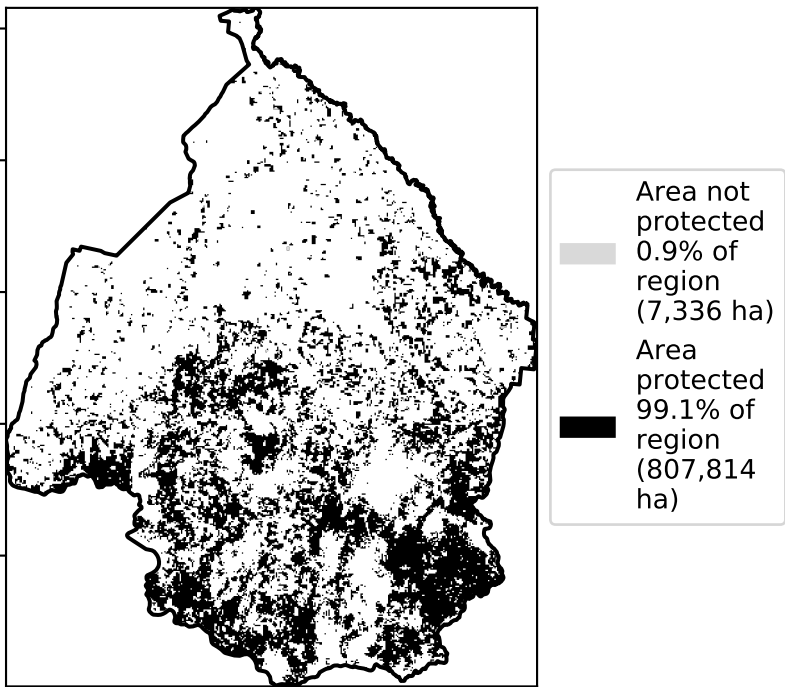 Area not
protected
0.9% of
region
(7,336 ha)
Area
protected
99.1% of
region
(807,814
ha)